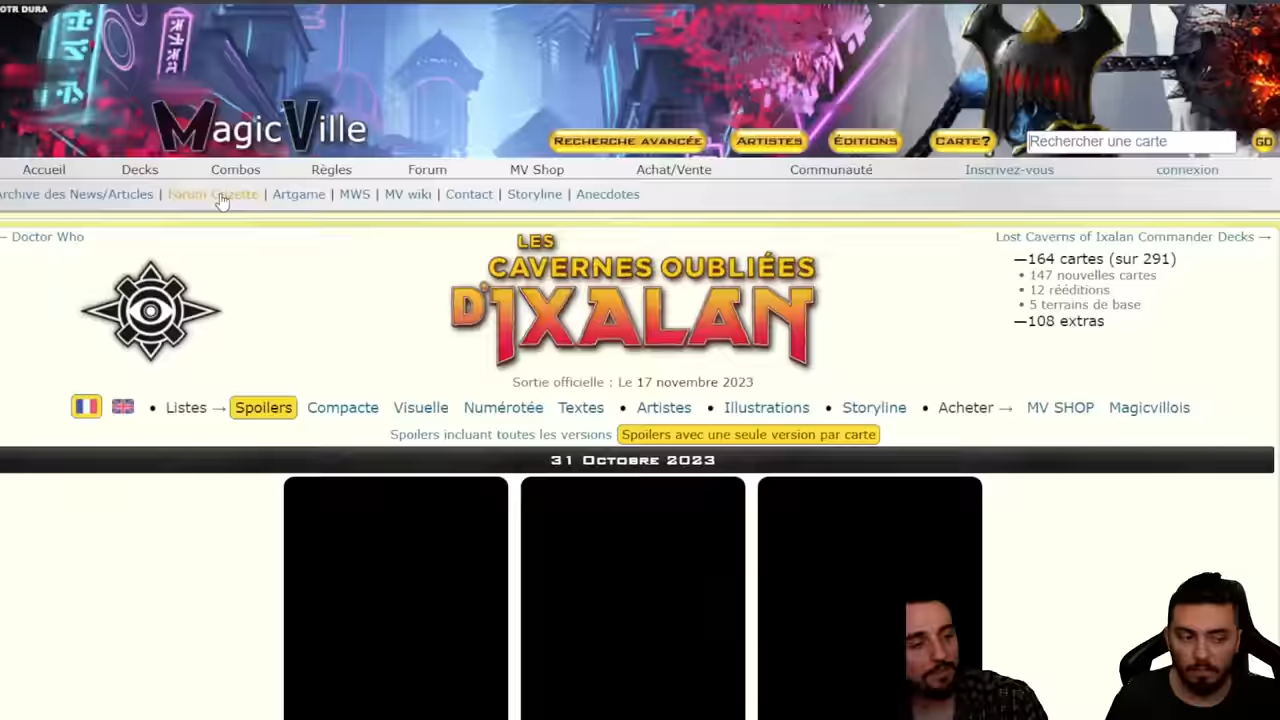 OTR DURA
MagicVille
RECHERCHE AVANCÉE ARTISTES ÉDITIONS CARTE? Rechercher une carte GO
Accueil Decks Combos Règles Forum MV Shop Achat/Vente Communauté Inscrivez-vous connexion
Archive des News/Articles | Forum Gazette | Artgame | MWS | MV wiki | Contact | Storyline | Anecdotes
← Doctor Who
Lost Caverns of Ixalan Commander Decks →
LES
CAVERNES OUBLIÉES
D'IXALAN
—164 cartes (sur 291)
• 147 nouvelles cartes
• 12 rééditions
• 5 terrains de base
—108 extras
Sortie officielle : Le 17 novembre 2023
• Listes → Spoilers Compacte Visuelle Numérotée Textes • Artistes • Illustrations • Storyline • Acheter → MV SHOP Magicvillois
Spoilers incluant toutes les versions Spoilers avec une seule version par carte
31 OCTOBRE 2023